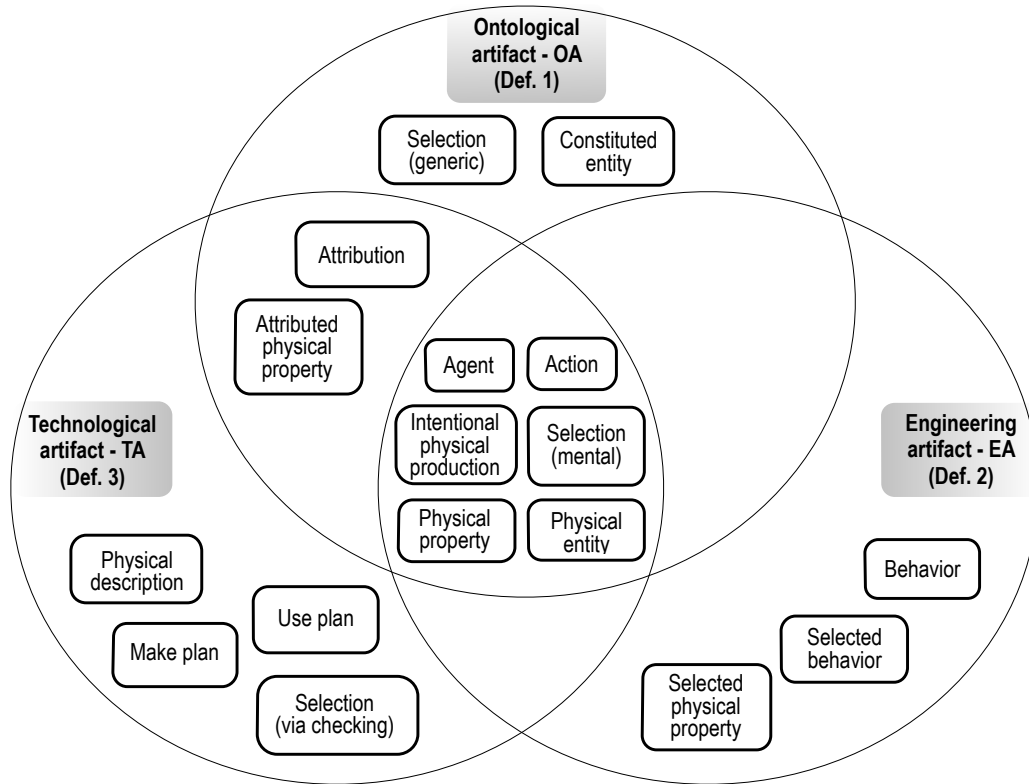 Ontological
artifact - OA
(Def. 1)
Selection
(generic)
Constituted
entity
Attribution
Attributed
physical
property
Agent
Action
Technological
artifact - TA
(Def. 3)
Intentional
physical
production
Selection
(mental)
Engineering
artifact - EA
(Def. 2)
Physical
property
Physical
entity
Physical
description
Behavior
Use plan
Make plan
Selected
behavior
Selection
(via checking)
Selected
physical
property